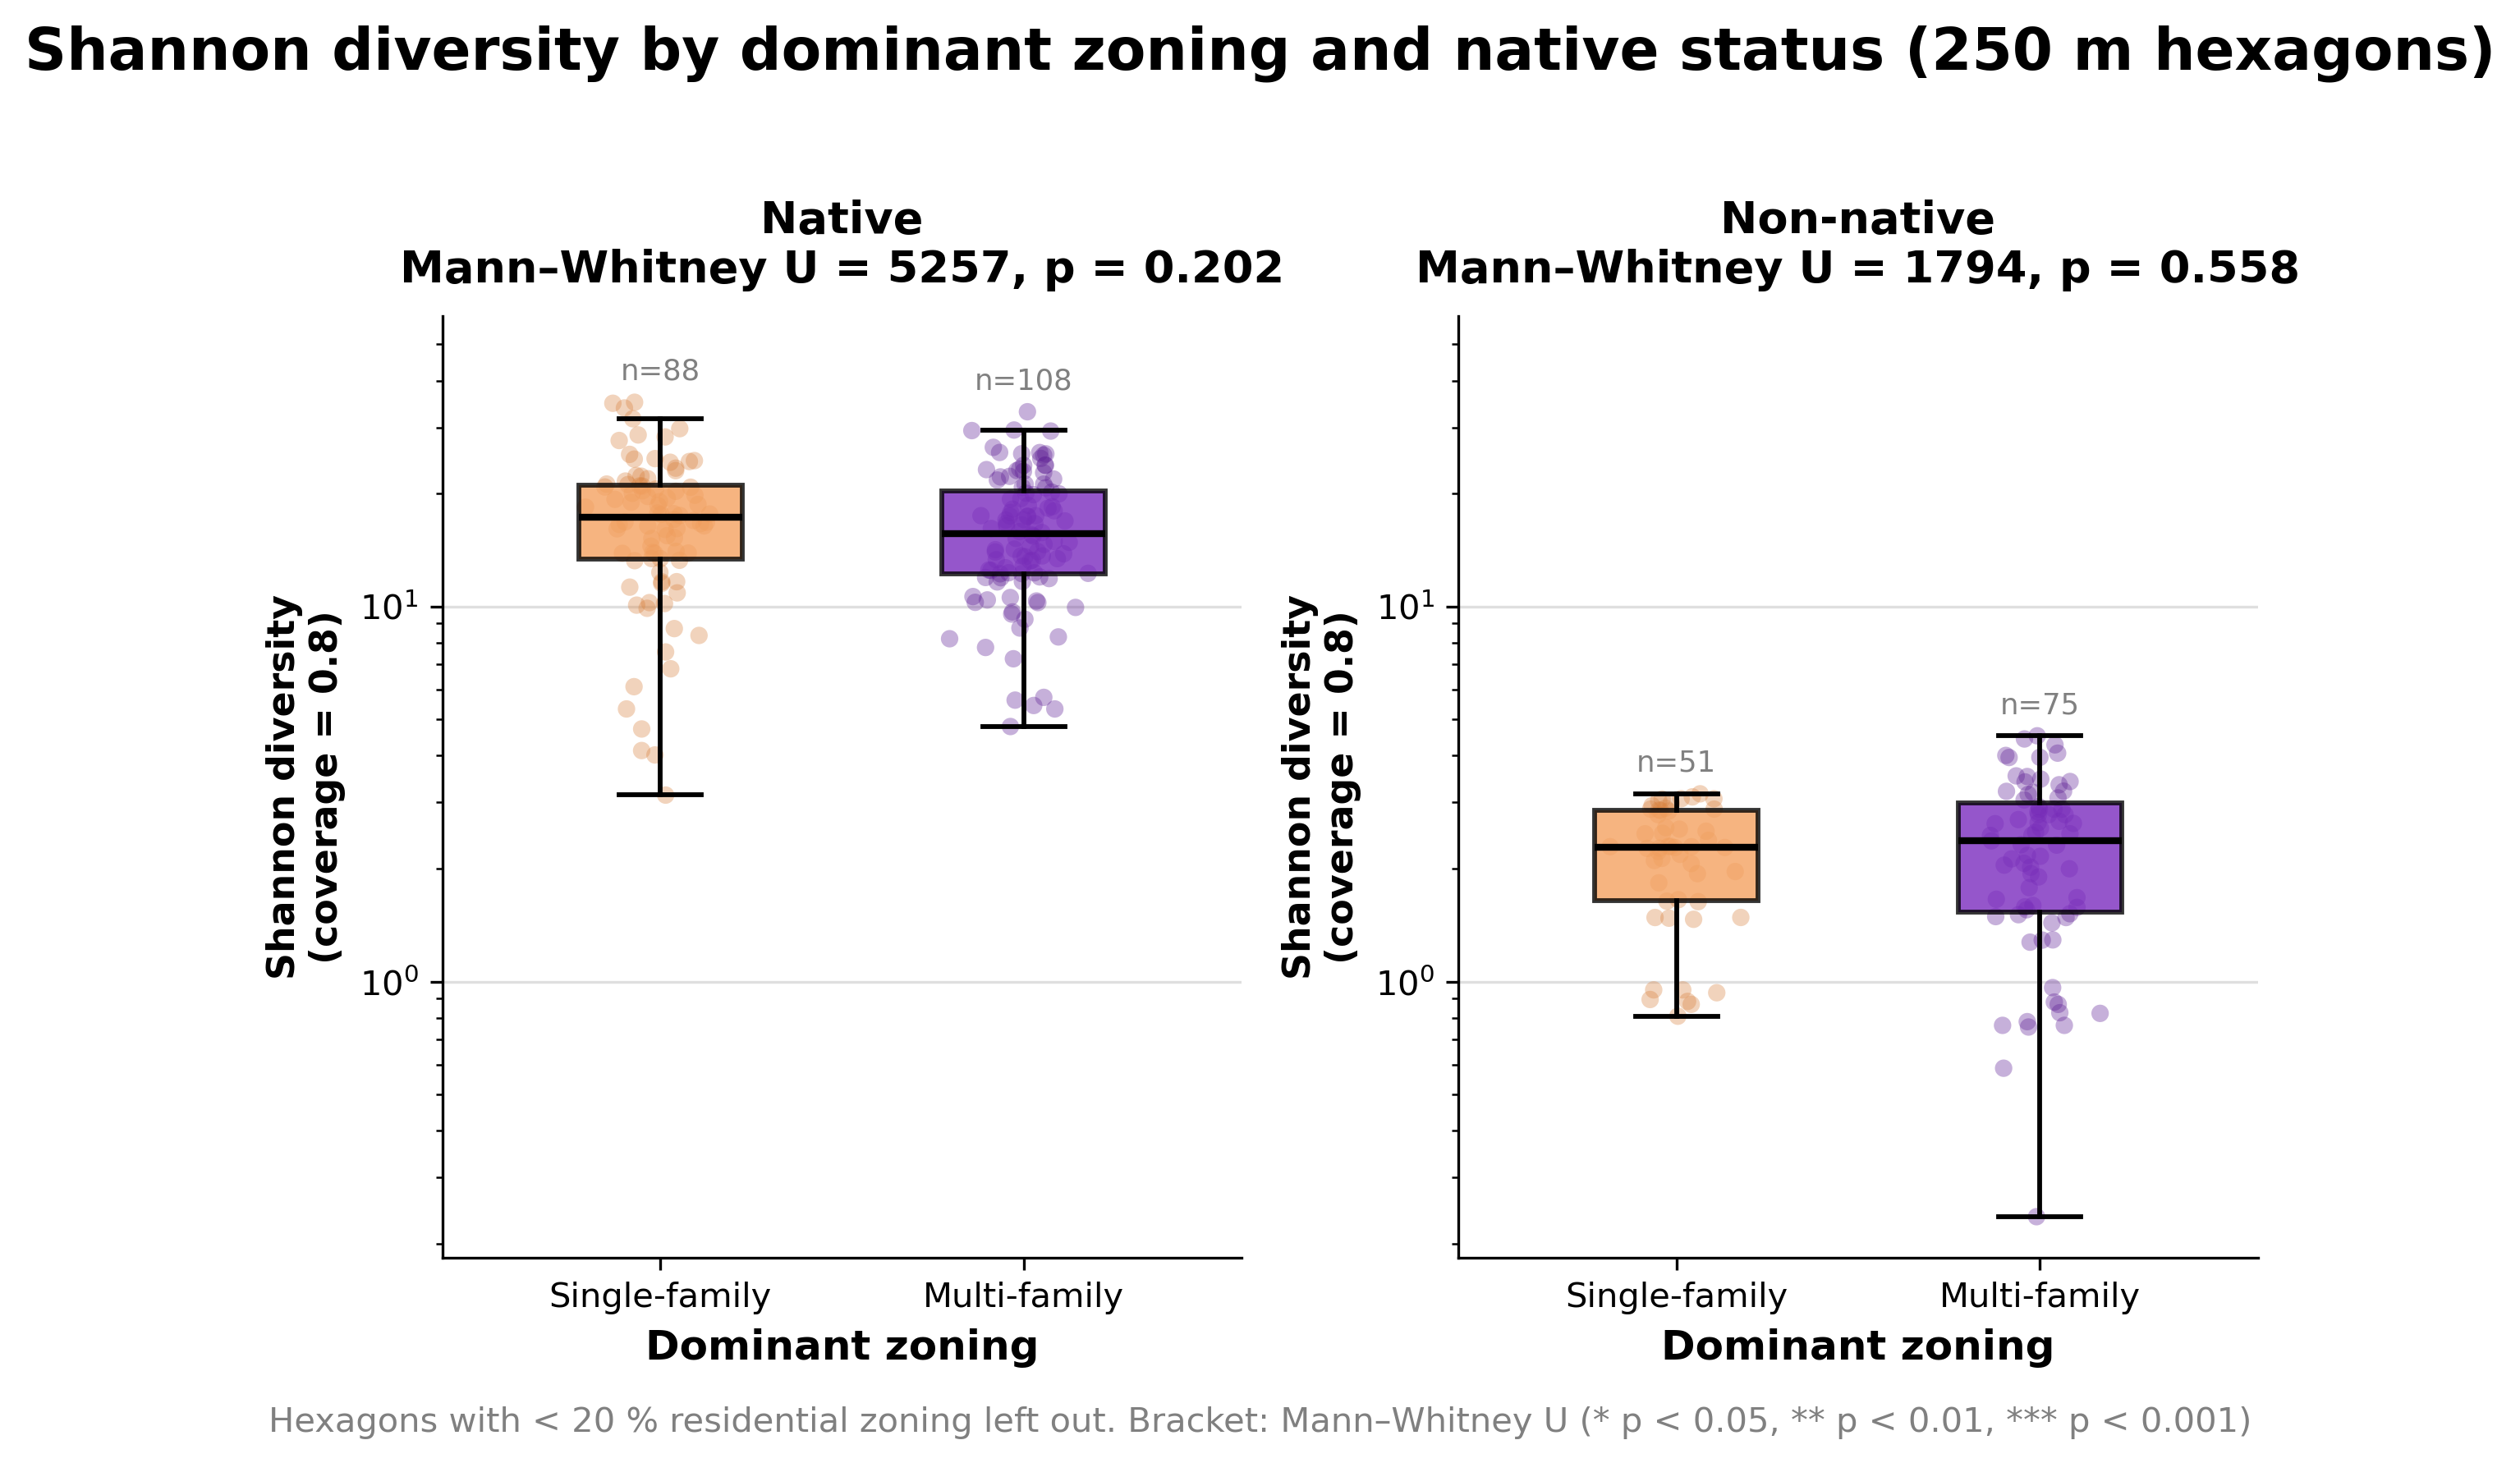 Shannon diversity by dominant zoning and native status (250 m hexagons)
Native
Mann–Whitney U = 5257, p = 0.202
n=88
n=108
Shannon diversity
(coverage = 0.8)
10¹
10⁰
Single-family
Multi-family
Dominant zoning
Non-native
Mann–Whitney U = 1794, p = 0.558
n=51
n=75
Shannon diversity
(coverage = 0.8)
10¹
10⁰
Single-family
Multi-family
Dominant zoning
Hexagons with < 20 % residential zoning left out. Bracket: Mann–Whitney U (* p < 0.05, ** p < 0.01, *** p < 0.001)